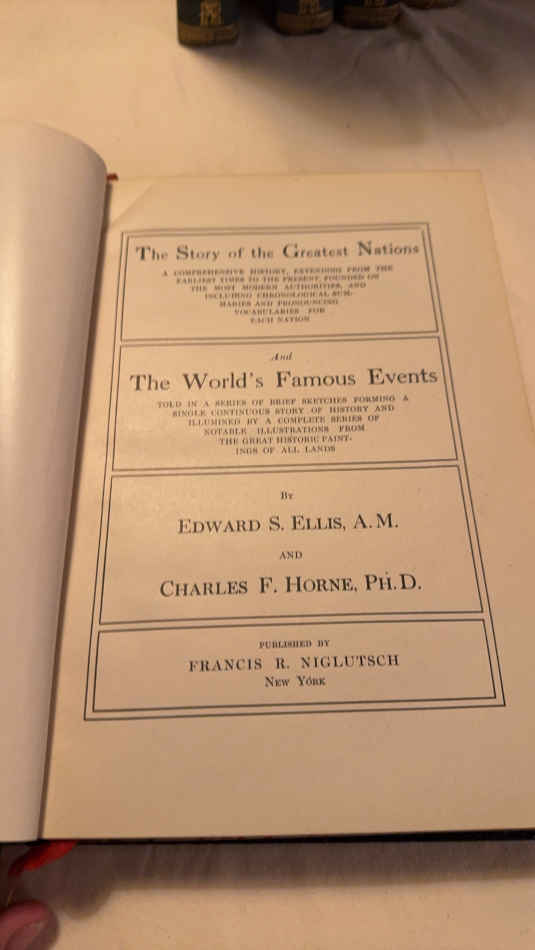 The Story of the Greatest Nations
A COMPREHENSIVE HISTORY, EXTENDING FROM THE
EARLIEST TIMES TO THE PRESENT, FOUNDED ON
THE MOST MODERN AUTHORITIES, AND
INCLUDING CHRONOLOGICAL SUM-
MARIES AND PRONOUNCING
VOCABULARIES FOR
EACH NATION
And
The World's Famous Events
TOLD IN A SERIES OF BRIEF SKETCHES FORMING A
SINGLE CONTINUOUS STORY OF HISTORY AND
ILLUMINED BY A COMPLETE SERIES OF
NOTABLE ILLUSTRATIONS FROM
THE GREAT HISTORIC PAINT-
INGS OF ALL LANDS
BY
EDWARD S. ELLIS, A.M.
AND
CHARLES F. HORNE, PH.D.
PUBLISHED BY
FRANCIS R. NIGLUTSCH
NEW YORK